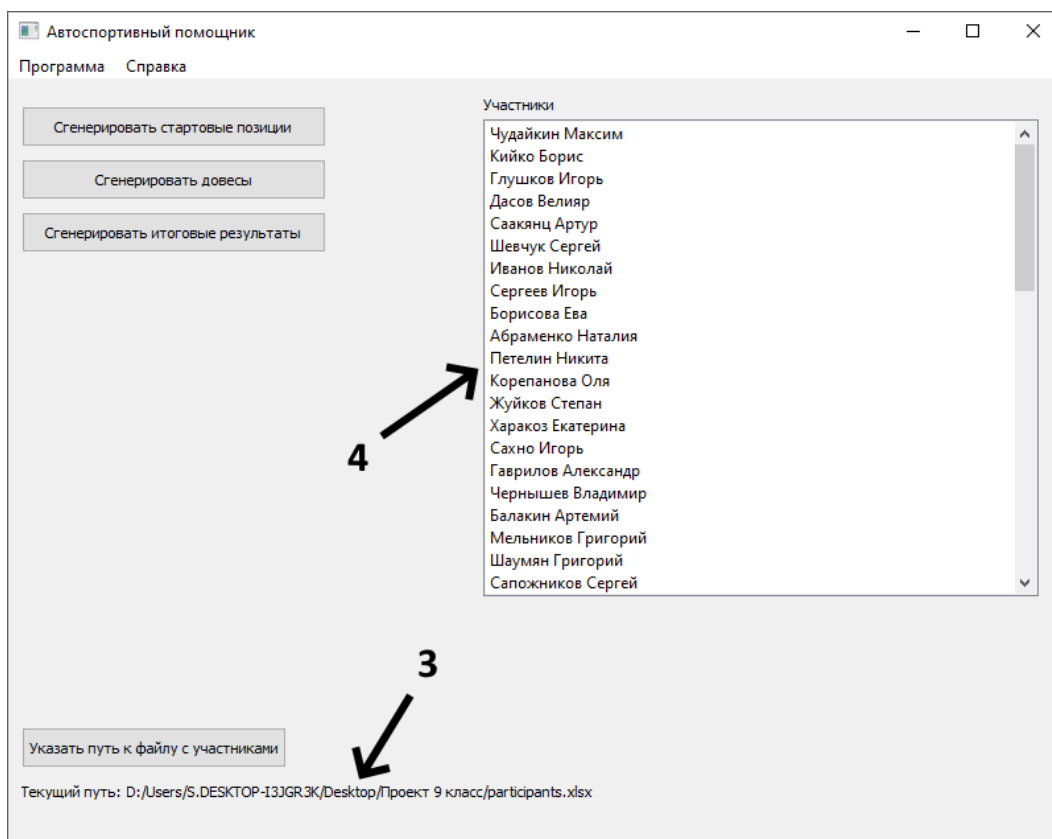 Автоспортивный помощник
Программа Справка
Сгенерировать стартовые позиции
Сгенерировать довесы
Сгенерировать итоговые результаты
Участники
Чудайкин Максим
Кийко Борис
Глушков Игорь
Дасов Велияр
Саакянц Артур
Шевчук Сергей
Иванов Николай
Сергеев Игорь
Борисова Ева
Абраменко Наталия
Петелин Никита
Корепанова Оля
Жуйков Степан
Харакоз Екатерина
Сахно Игорь
Гаврилов Александр
Чернышев Владимир
Балакин Артемий
Мельников Григорий
Шаумян Григорий
Сапожников Сергей
4
3
Указать путь к файлу с участниками
Текущий путь: D:/Users/S.DESKTOP-I3JGR3K/Desktop/Проект 9 класс/participants.xlsx